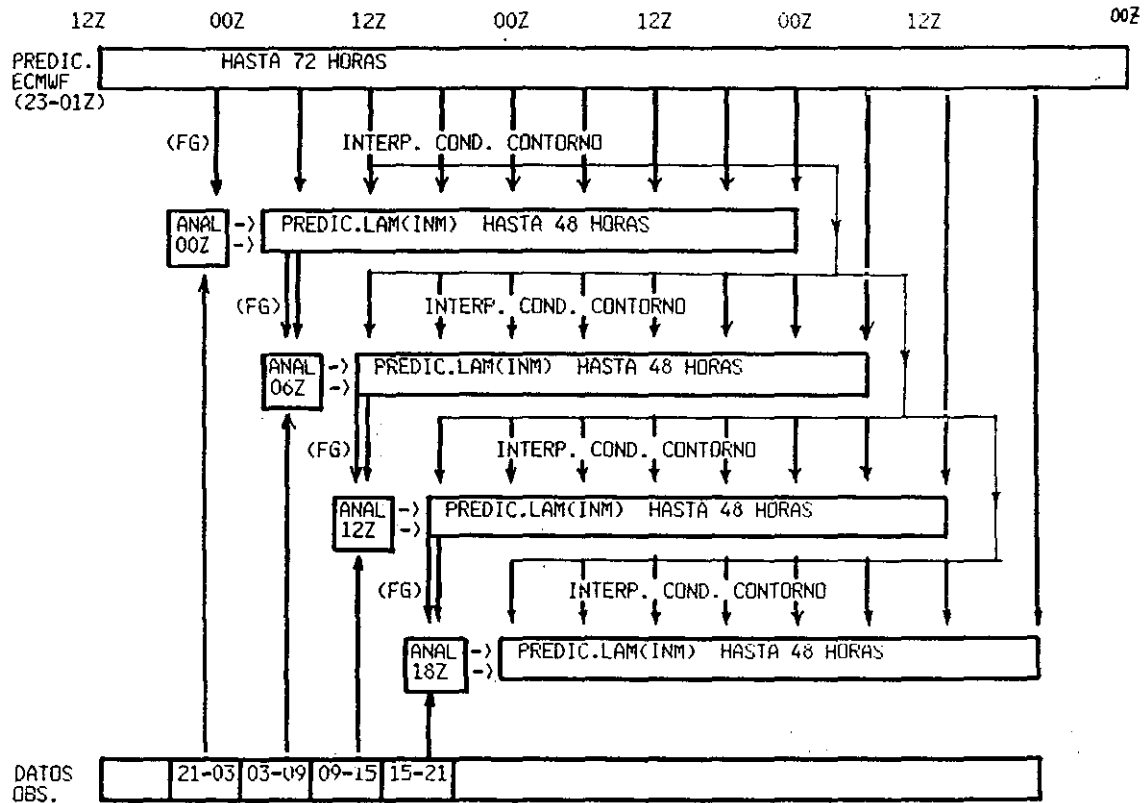 12Z 00Z 12Z 00Z 12Z 00Z 12Z 00Z
PREDIC.
ECMWF
(23-01Z)
HASTA 72 HORAS
(FG) INTERP. COND. CONTORNO
ANAL
00Z
-> PREDIC.LAM(INM) HASTA 48 HORAS
->
(FG) INTERP. COND. CONTORNO
ANAL
06Z
-> PREDIC.LAM(INM) HASTA 48 HORAS
->
(FG) INTERP. COND. CONTORNO
ANAL
12Z
-> PREDIC.LAM(INM) HASTA 48 HORAS
->
(FG) INTERP. COND. CONTORNO
ANAL
18Z
-> PREDIC.LAM(INM) HASTA 48 HORAS
->
DATOS
OBS.
21-03 03-09 09-15 15-21